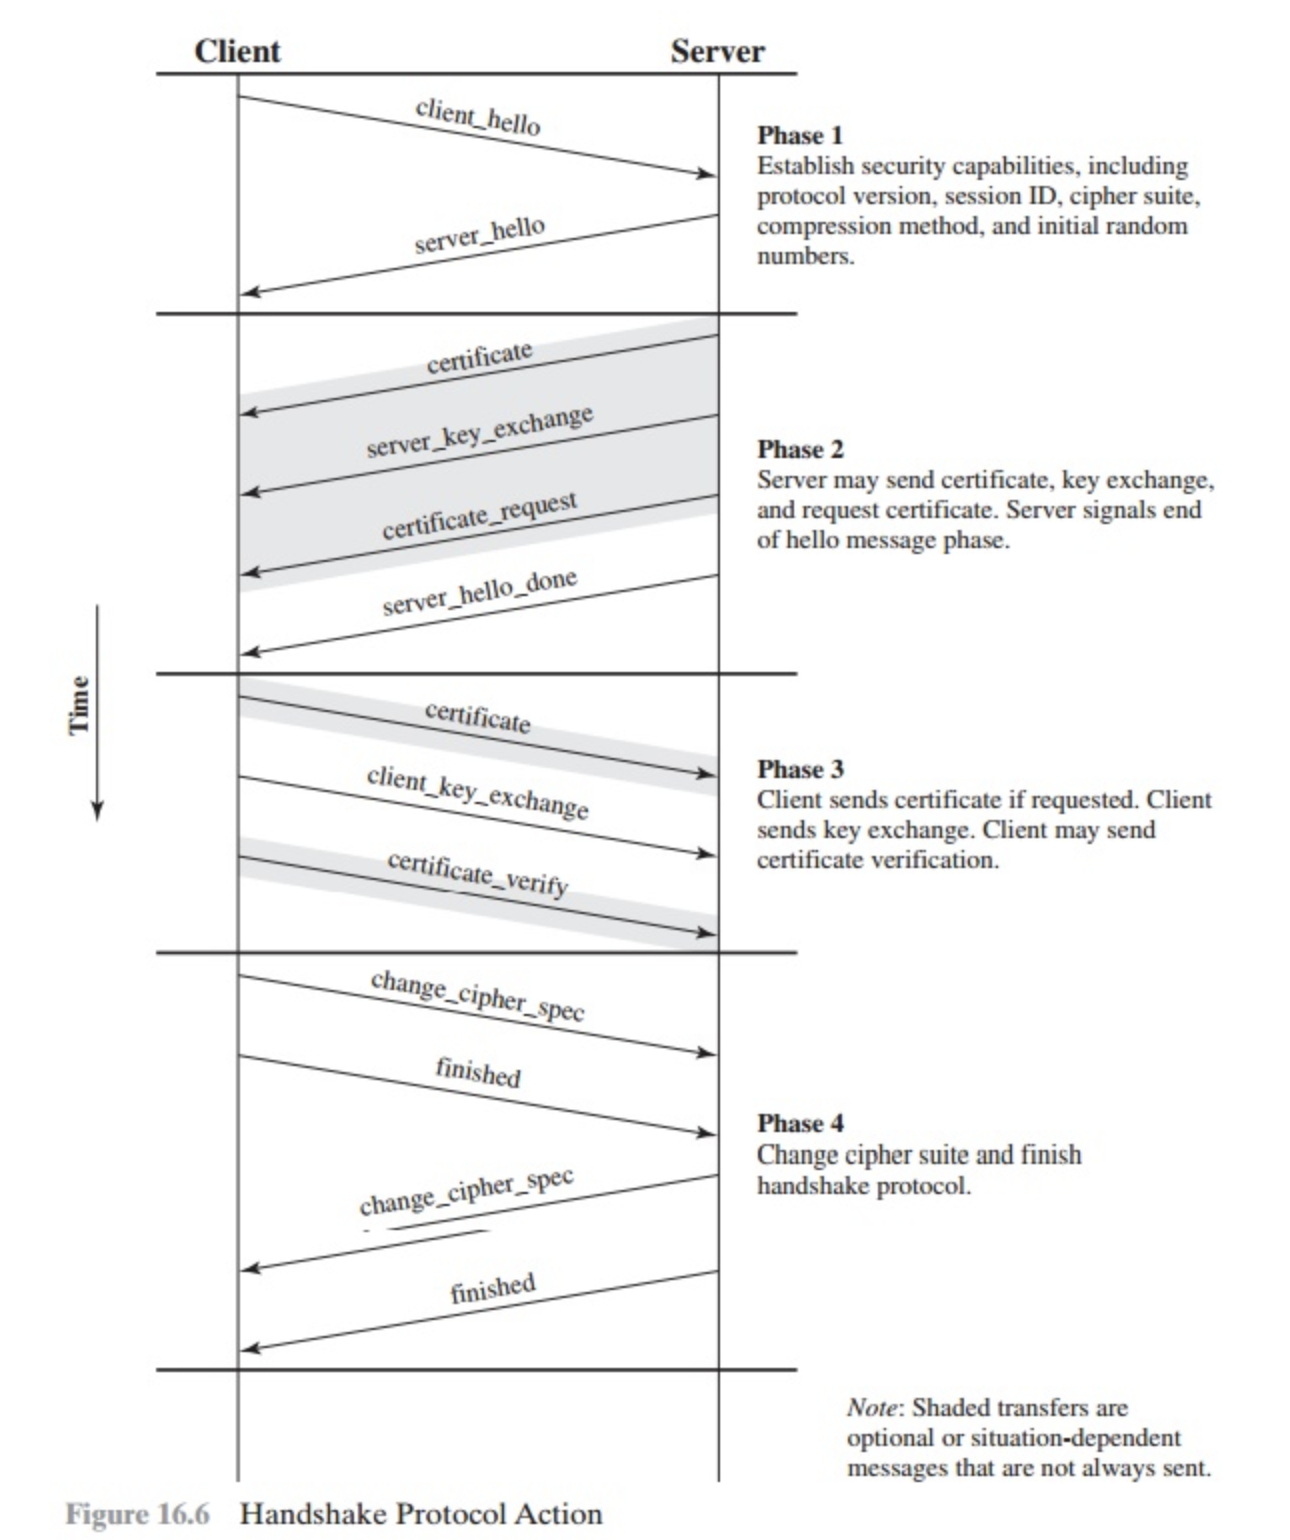 Client
Server
client_hello
Phase 1
Establish security capabilities, including
protocol version, session ID, cipher suite,
compression method, and initial random
numbers.
server_hello
certificate
server_key_exchange
certificate_request
server_hello_done
Phase 2
Server may send certificate, key exchange,
and request certificate. Server signals end
of hello message phase.
Time
certificate
client_key_exchange
certificate_verify
Phase 3
Client sends certificate if requested. Client
sends key exchange. Client may send
certificate verification.
change_cipher_spec
finished
change_cipher_spec
finished
Phase 4
Change cipher suite and finish
handshake protocol.
Note: Shaded transfers are
optional or situation-dependent
messages that are not always sent.
Figure 16.6 Handshake Protocol Action